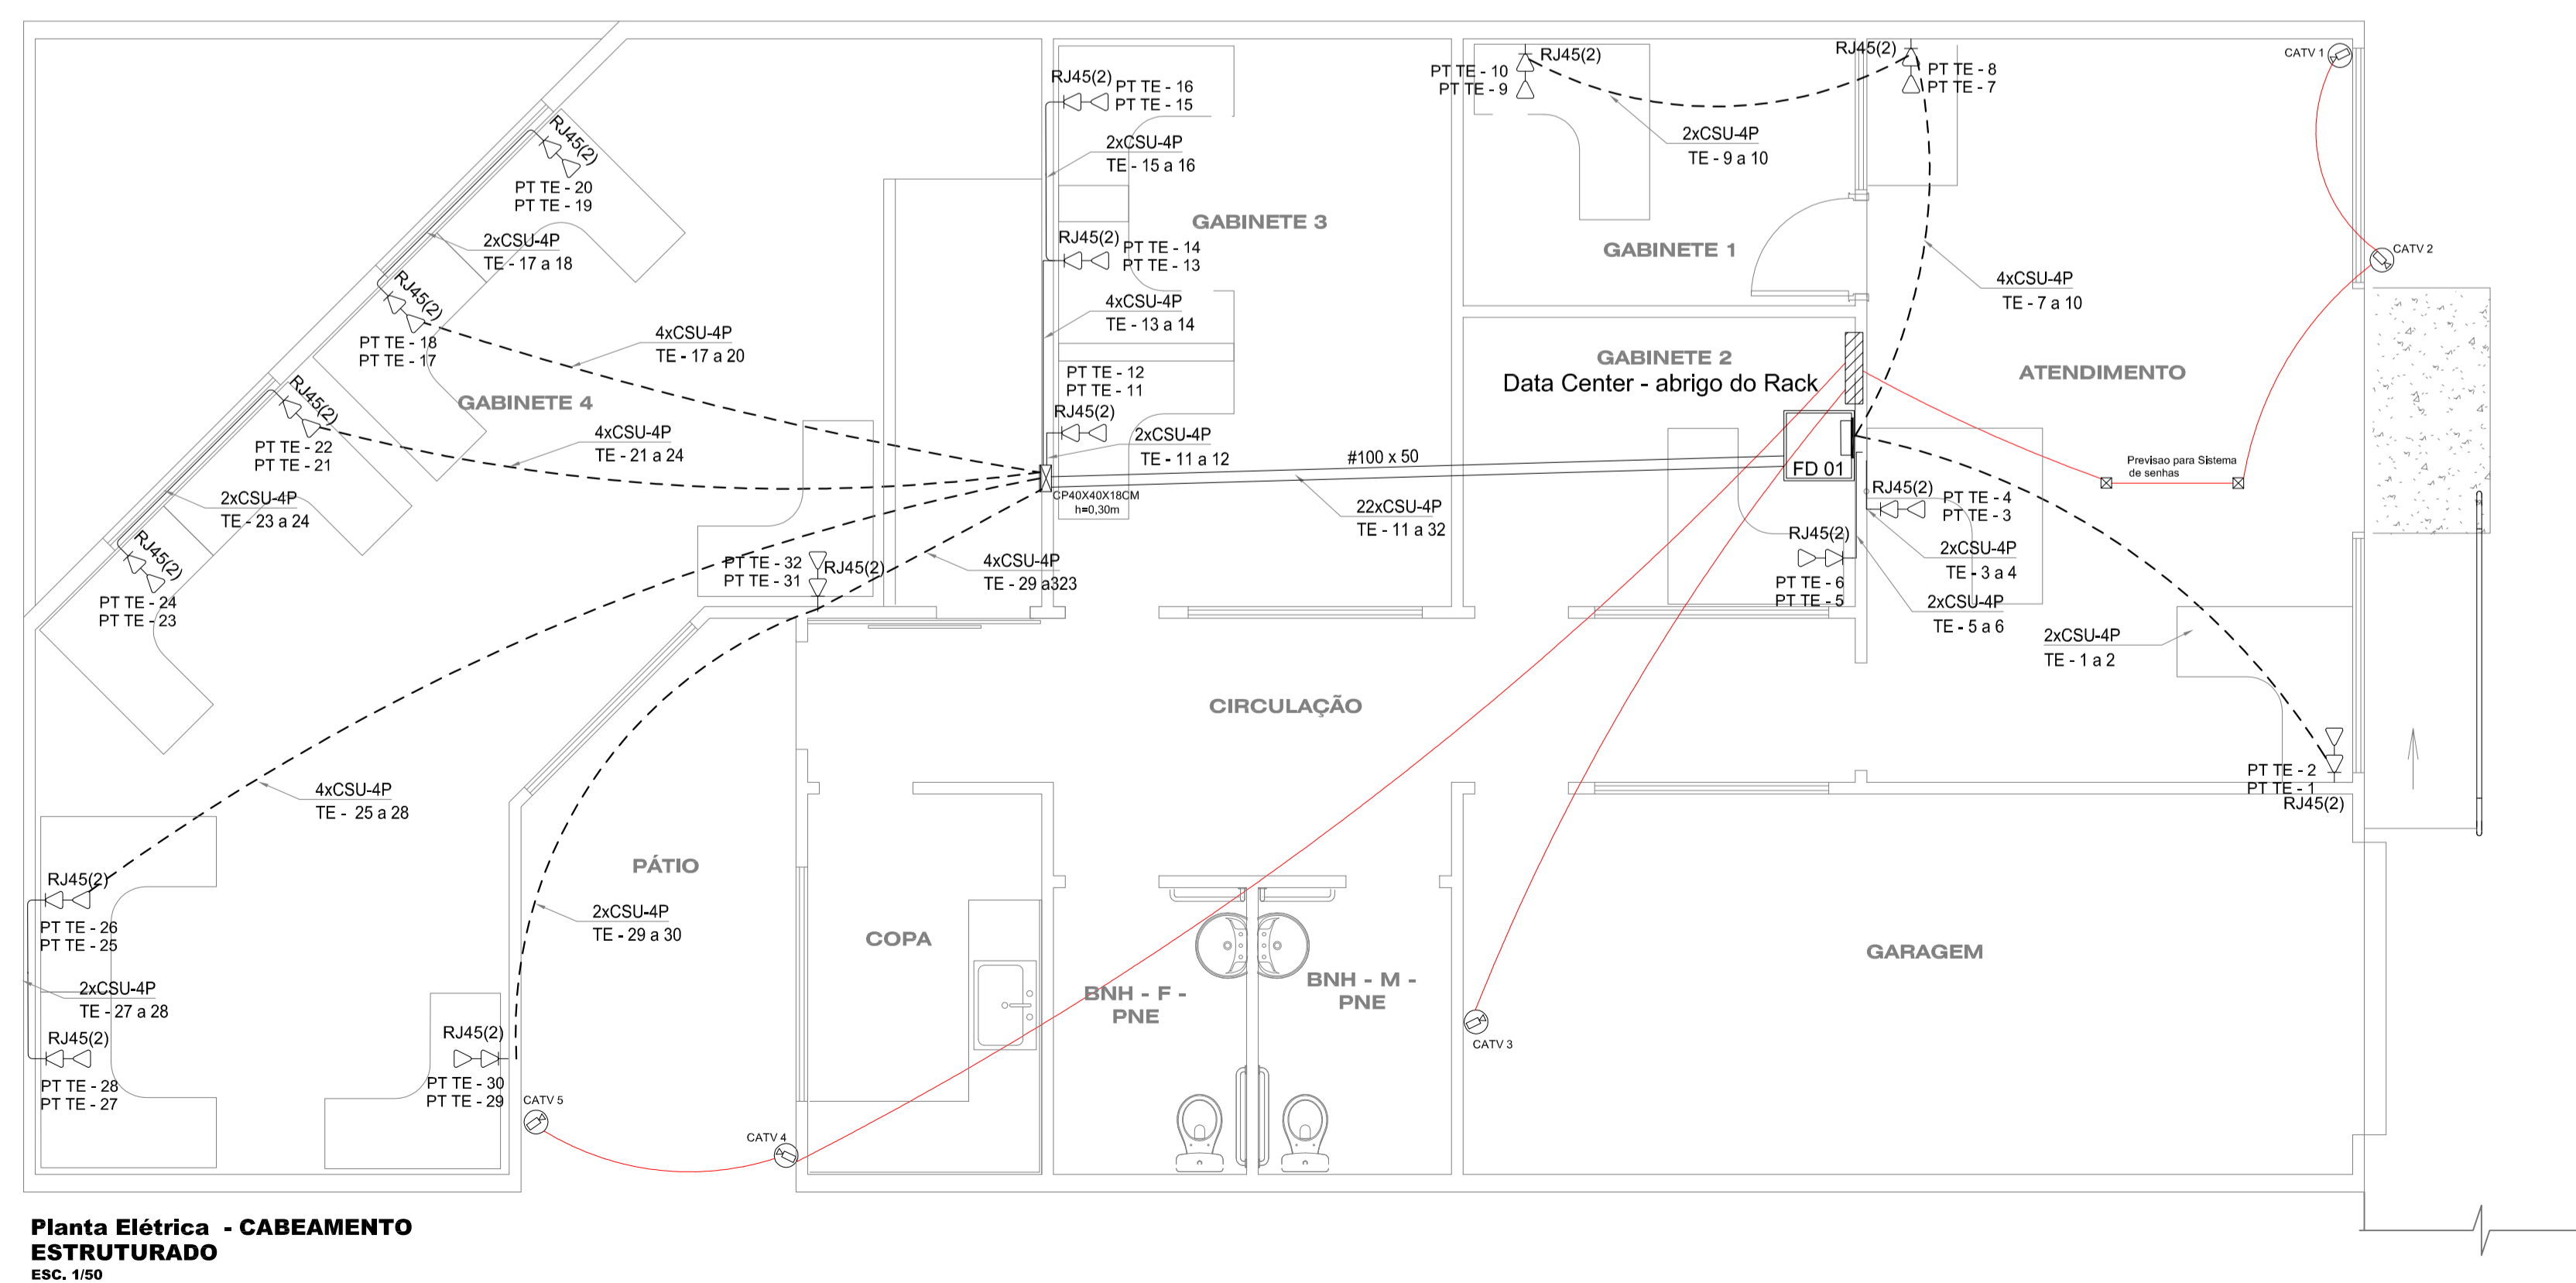 RJ45(2)
PT TE - 16
PT TE - 15
2xCSU-4P
TE - 15 a 16
RJ45(2)
PT TE - 14
PT TE - 13
4xCSU-4P
TE - 13 a 14
PT TE - 12
PT TE - 11
RJ45(2)
2xCSU-4P
TE - 11 a 12
GABINETE 3
RJ45(2)
PT TE - 10
PT TE - 9
2xCSU-4P
TE - 9 a 10
GABINETE 1
RJ45(2)
PT TE - 8
PT TE - 7
4xCSU-4P
TE - 7 a 10
CATV 1
CATV 2
ATENDIMENTO
GABINETE 2
Data Center - abrigo do Rack
FD 01
#100 x 50
22xCSU-4P
TE - 11 a 32
CP40X40X18CM
h=0,30m
Previsao para Sistema
de senhas
RJ45(2)
PT TE - 4
PT TE - 3
2xCSU-4P
TE - 3 a 4
RJ45(2)
PT TE - 6
PT TE - 5
2xCSU-4P
TE - 5 a 6
2xCSU-4P
TE - 1 a 2
PT TE - 2
PT TE - 1
RJ45(2)
RJ45(2)
PT TE - 20
PT TE - 19
2xCSU-4P
TE - 17 a 18
RJ45(2)
PT TE - 18
PT TE - 17
4xCSU-4P
TE - 17 a 20
GABINETE 4
RJ45(2)
PT TE - 22
PT TE - 21
4xCSU-4P
TE - 21 a 24
2xCSU-4P
TE - 23 a 24
RJ45(2)
PT TE - 24
PT TE - 23
PT TE - 32
PT TE - 31
RJ45(2)
4xCSU-4P
TE - 29 a323
4xCSU-4P
TE - 25 a 28
CIRCULAÇÃO
RJ45(2)
PT TE - 26
PT TE - 25
2xCSU-4P
TE - 27 a 28
RJ45(2)
PT TE - 28
PT TE - 27
RJ45(2)
PT TE - 30
PT TE - 29
PÁTIO
2xCSU-4P
TE - 29 a 30
COPA
BNH - F -
PNE
BNH - M -
PNE
GARAGEM
CATV 3
CATV 5
CATV 4
Planta Elétrica - CABEAMENTO
ESTRUTURADO
ESC. 1/50